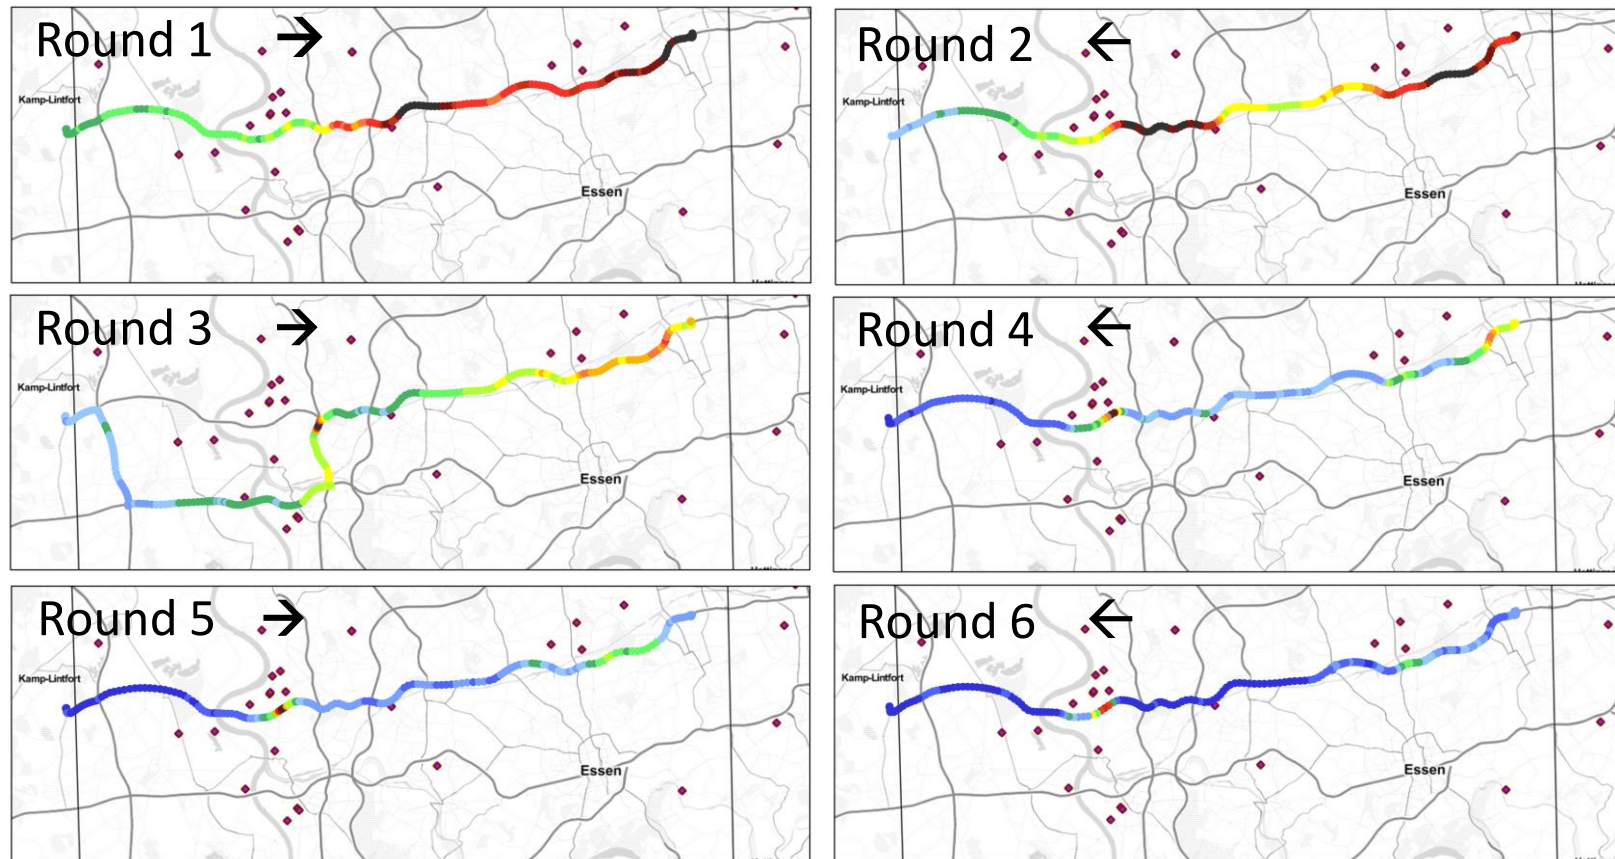 Round 1 →
Kamp-Lintfort
Essen
Round 2 ←
Kamp-Lintfort
Essen
Round 3 →
Kamp-Lintfort
Essen
Round 4 ←
Kamp-Lintfort
Essen
Round 5 →
Kamp-Lintfort
Essen
Round 6 ←
Kamp-Lintfort
Essen